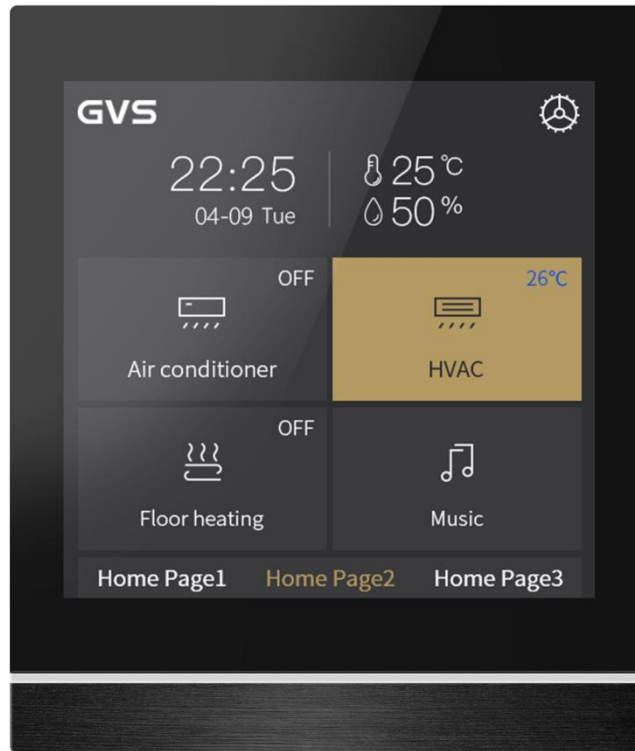 GVS
22:25
04-09 Tue
25℃
50%
OFF
Air conditioner
26℃
HVAC
OFF
Floor heating
Music
Home Page1 Home Page2 Home Page3